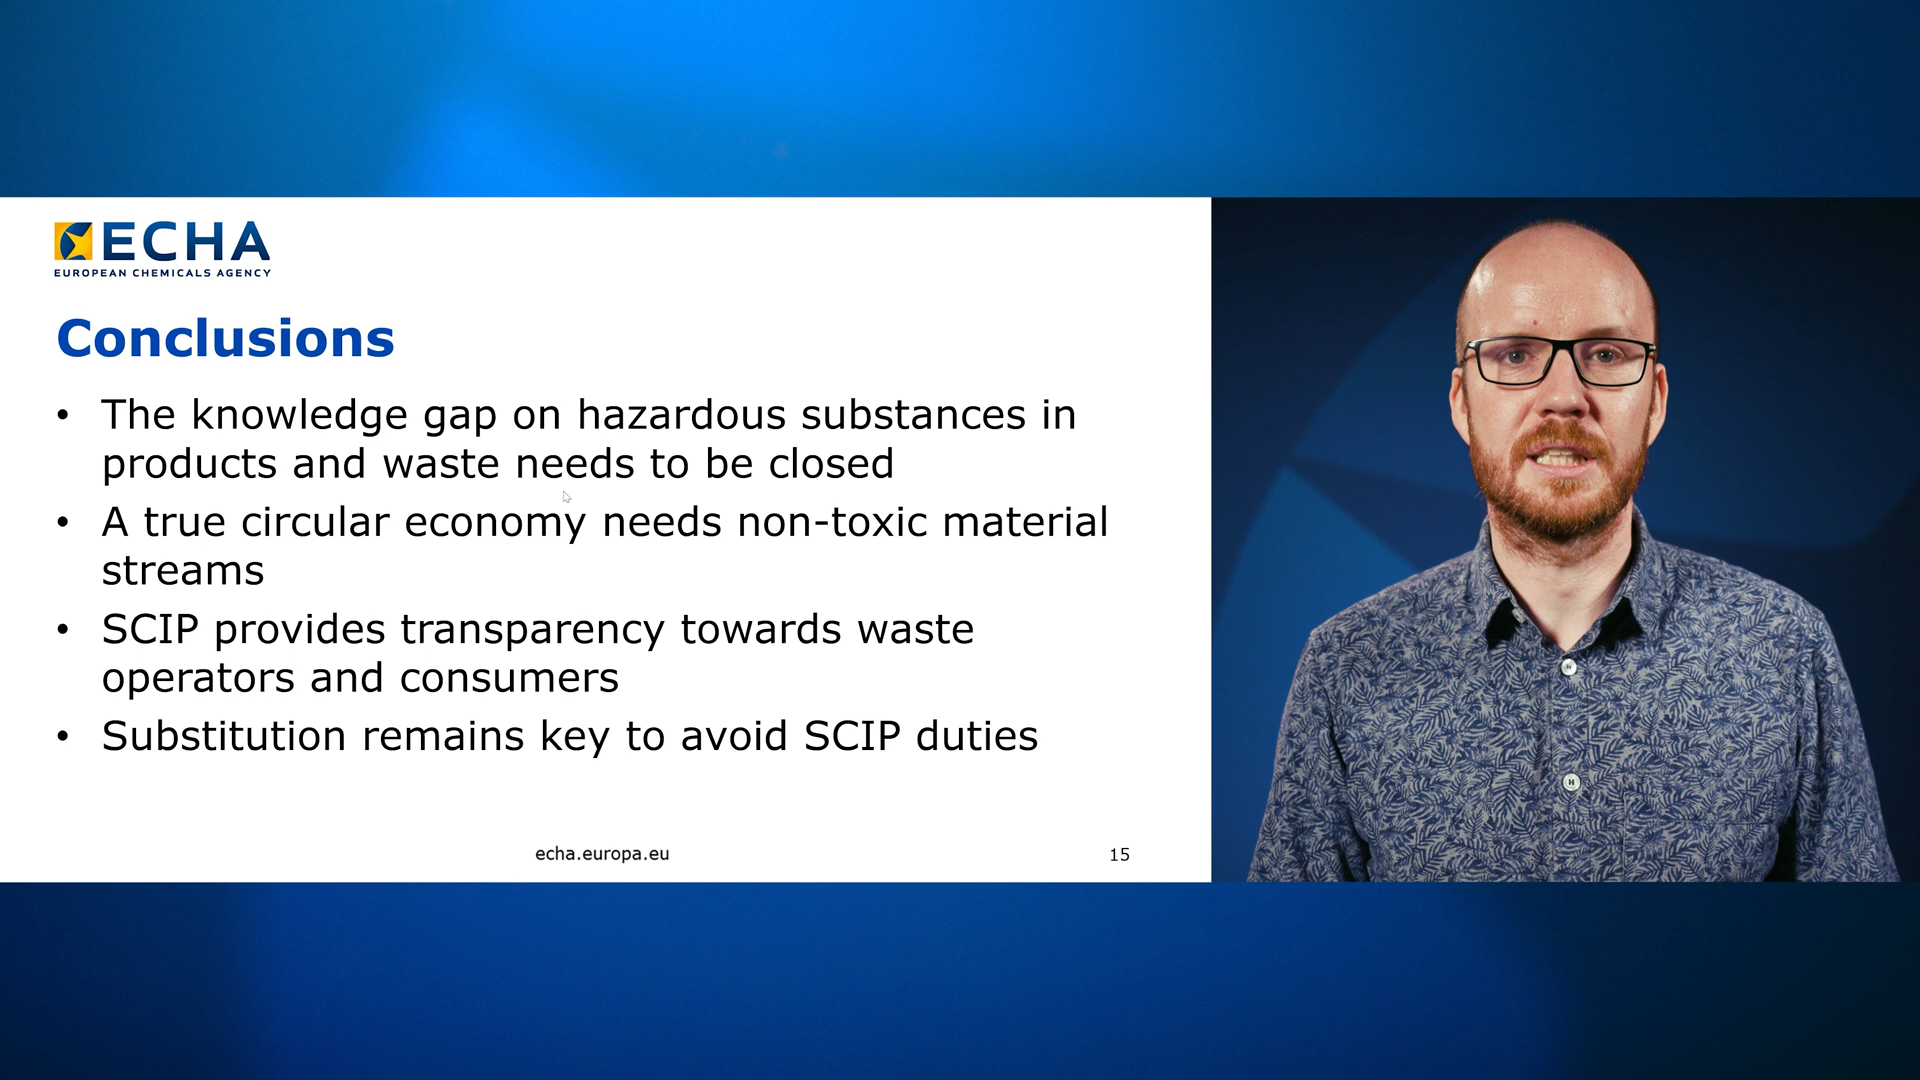 ECHA
EUROPEAN CHEMICALS AGENCY
Conclusions
• The knowledge gap on hazardous substances in
products and waste needs to be closed
• A true circular economy needs non-toxic material
streams
• SCIP provides transparency towards waste
operators and consumers
• Substitution remains key to avoid SCIP duties
echa.europa.eu
15